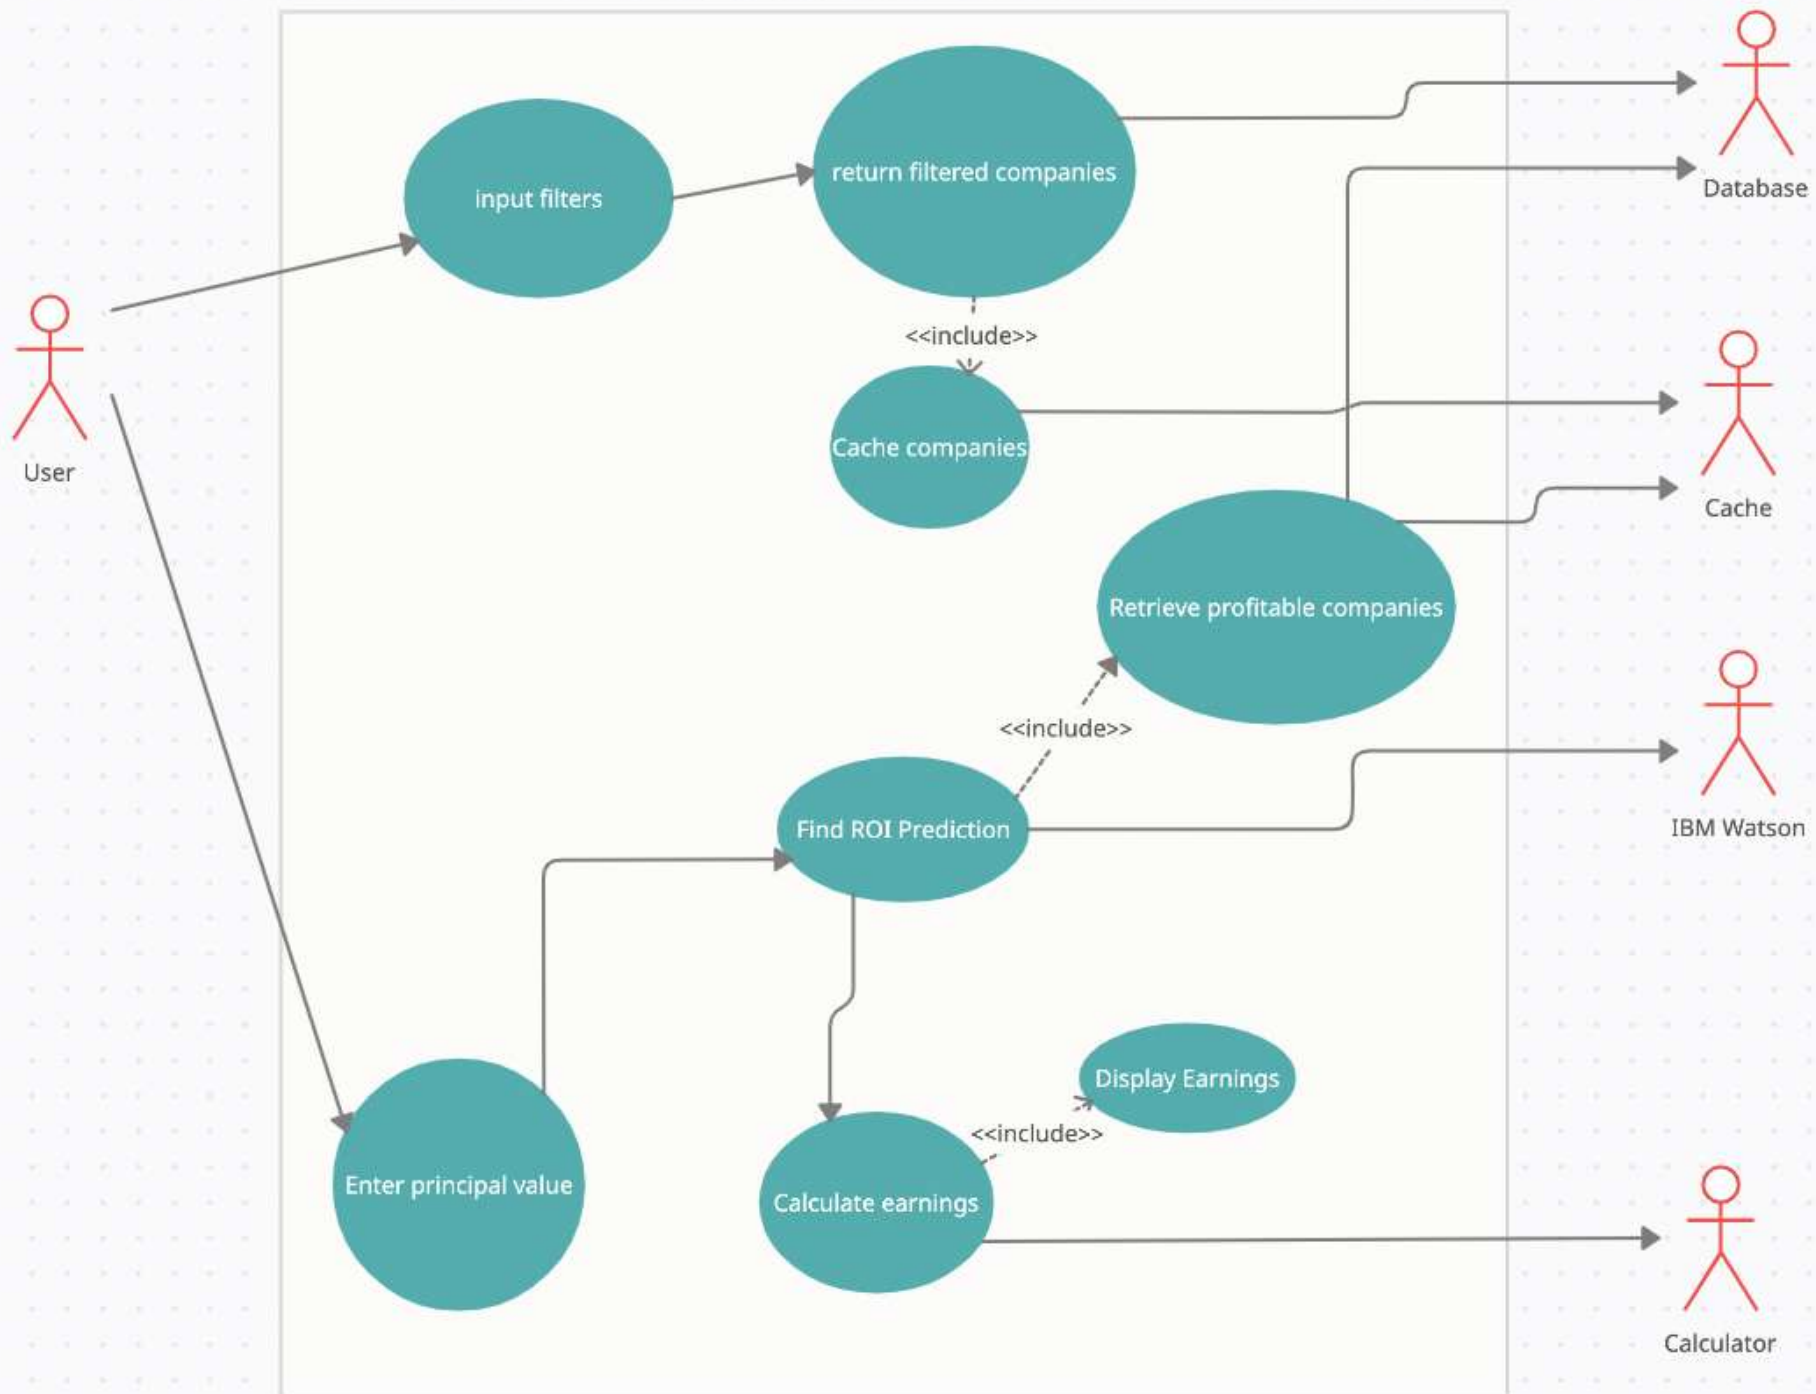 return filtered companies
input filters
Database
<<include>>
User
Cache companies
Cache
Retrieve profitable companies
<<include>>
Find ROI Prediction
IBM Watson
Display Earnings
<<include>>
Enter principal value
Calculate earnings
Calculator